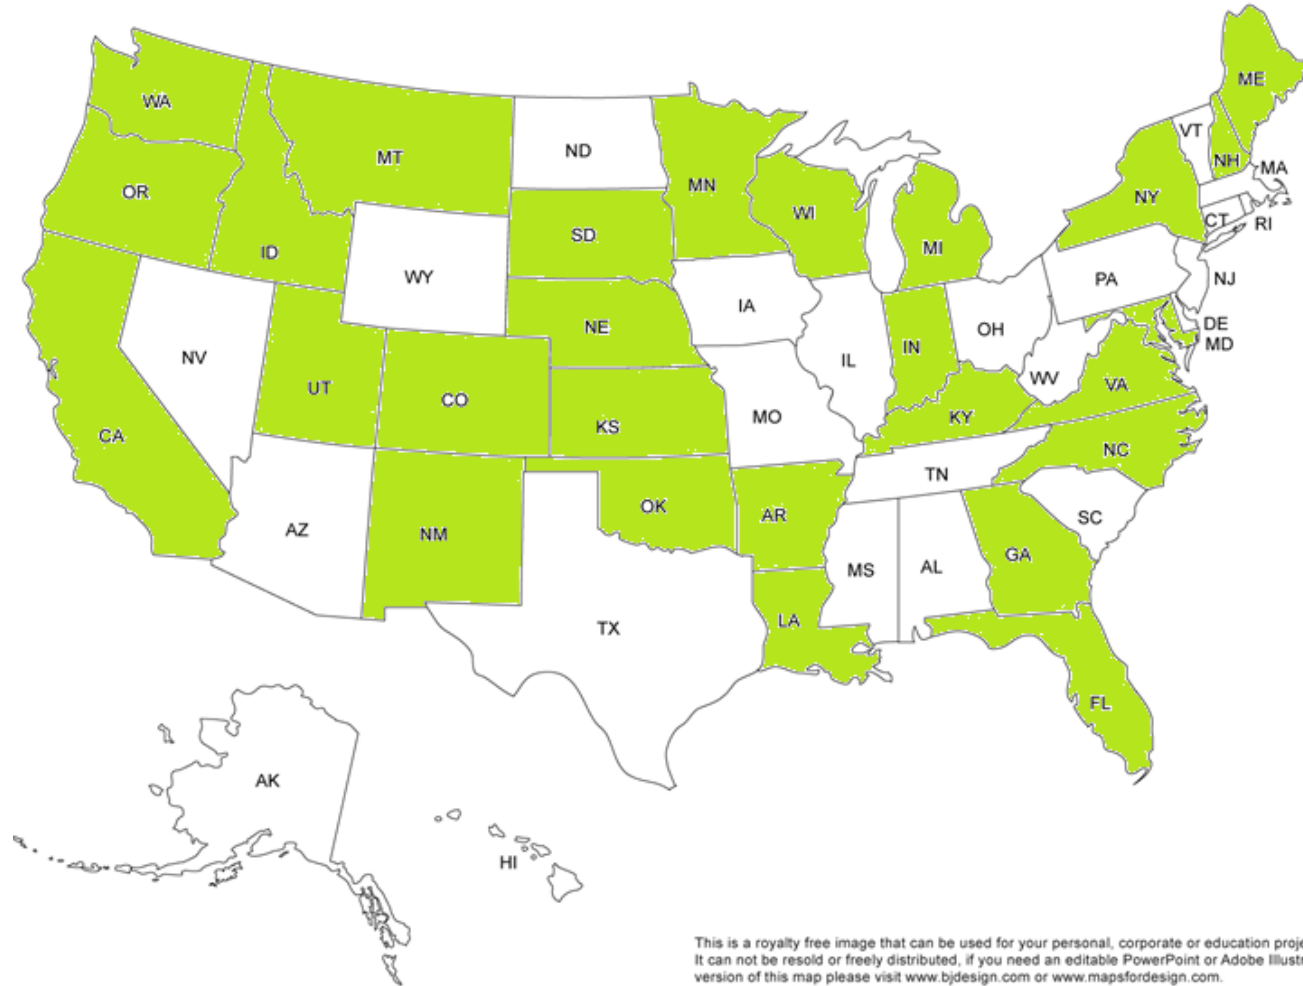 WA
MT
ND
MN
OR
ID
WY
SD
WI
MI
NY
VT
NH
ME
MA
CT
RI
NV
UT
CO
NE
IA
IL
IN
OH
PA
NJ
DE
MD
CA
KS
MO
KY
WV
VA
AZ
NM
OK
AR
TN
NC
SC
TX
LA
MS
AL
GA
FL
AK
HI
This is a royalty free image that can be used for your personal, corporate or education proje
It can not be resold or freely distributed, if you need an editable PowerPoint or Adobe Illustr
version of this map please visit www.bjdesign.com or www.mapsfordesign.com.